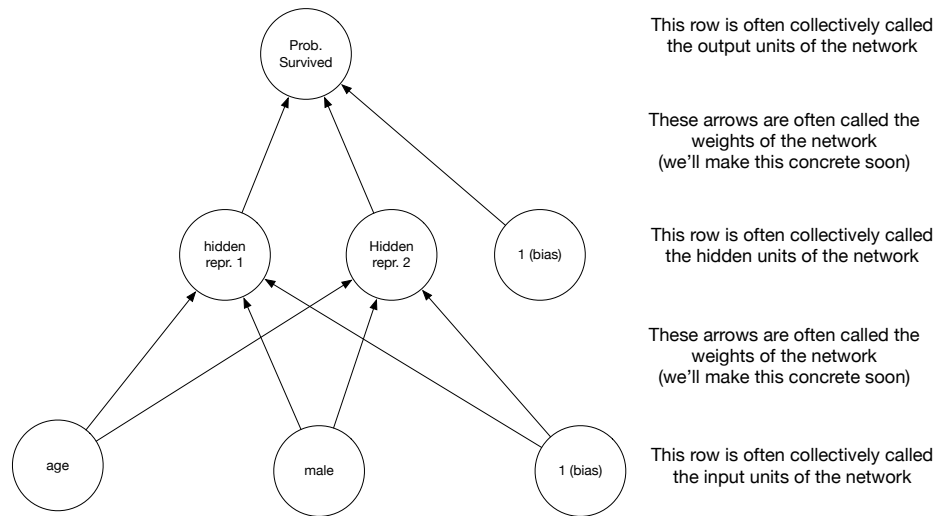 Prob.
Survived
This row is often collectively called
the output units of the network
These arrows are often called the
weights of the network
(we'll make this concrete soon)
hidden
repr. 1
Hidden
repr. 2
1 (bias)
This row is often collectively called
the hidden units of the network
These arrows are often called the
weights of the network
(we'll make this concrete soon)
age
male
1 (bias)
This row is often collectively called
the input units of the network